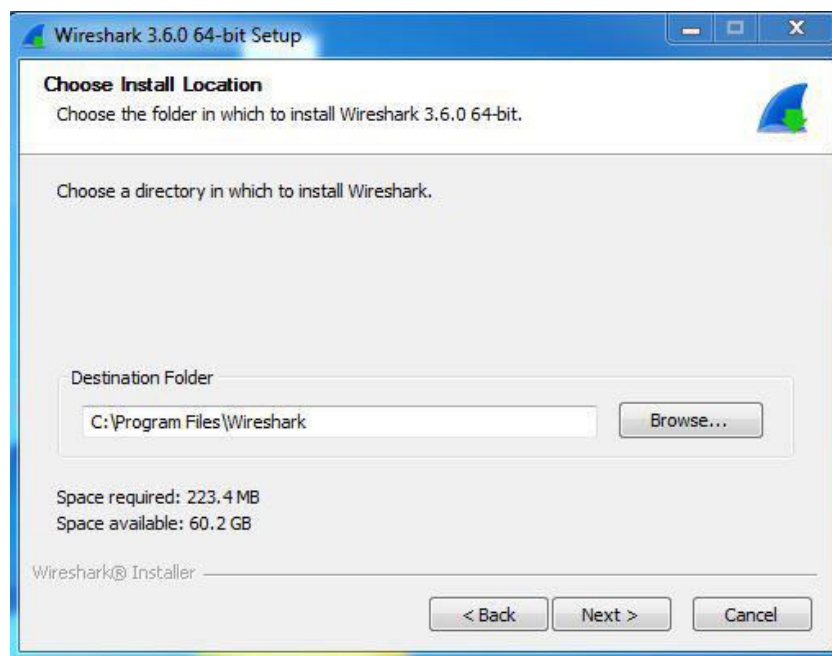 Wireshark 3.6.0 64-bit Setup
Choose Install Location
Choose the folder in which to install Wireshark 3.6.0 64-bit.
Choose a directory in which to install Wireshark.
Destination Folder
C:\Program Files\Wireshark
Browse...
Space required: 223.4 MB
Space available: 60.2 GB
Wireshark® Installer
< Back
Next >
Cancel